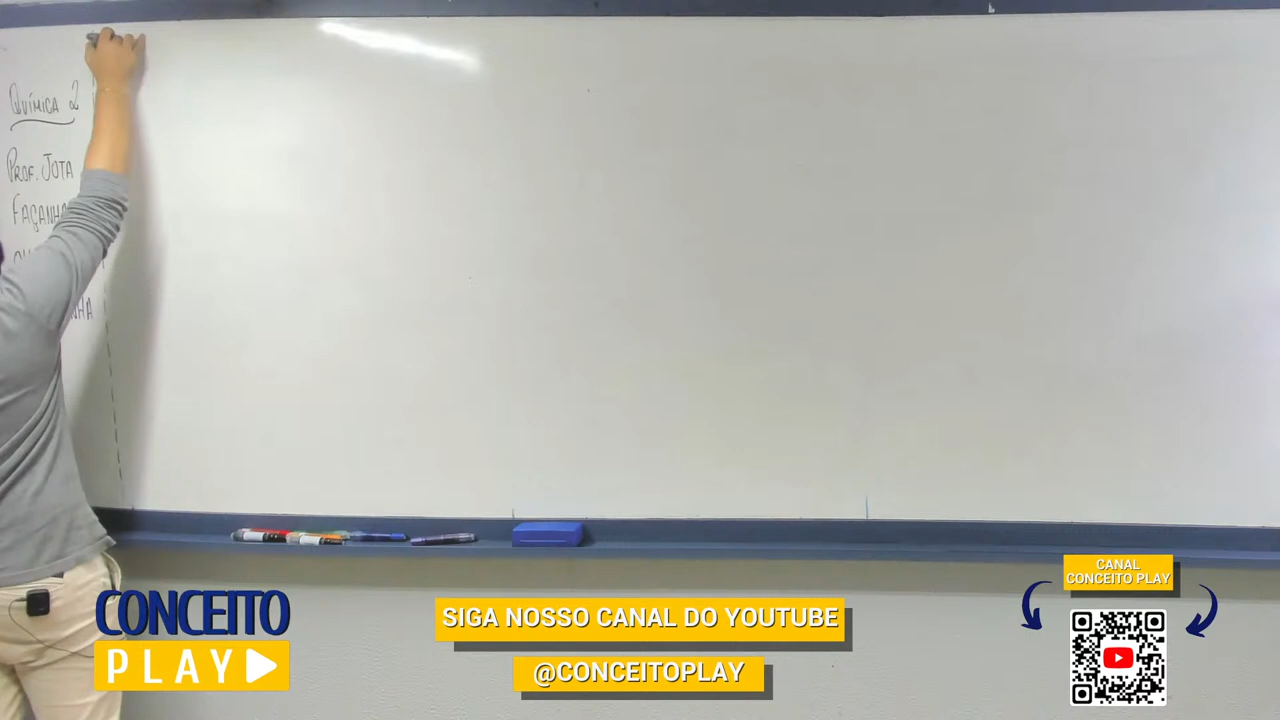 QUÍMICA 2
PROF. JOTA
FAÇANHA
CONCEITO
PLAY
SIGA NOSSO CANAL DO YOUTUBE
@CONCEITOPLAY
CANAL
CONCEITO PLAY